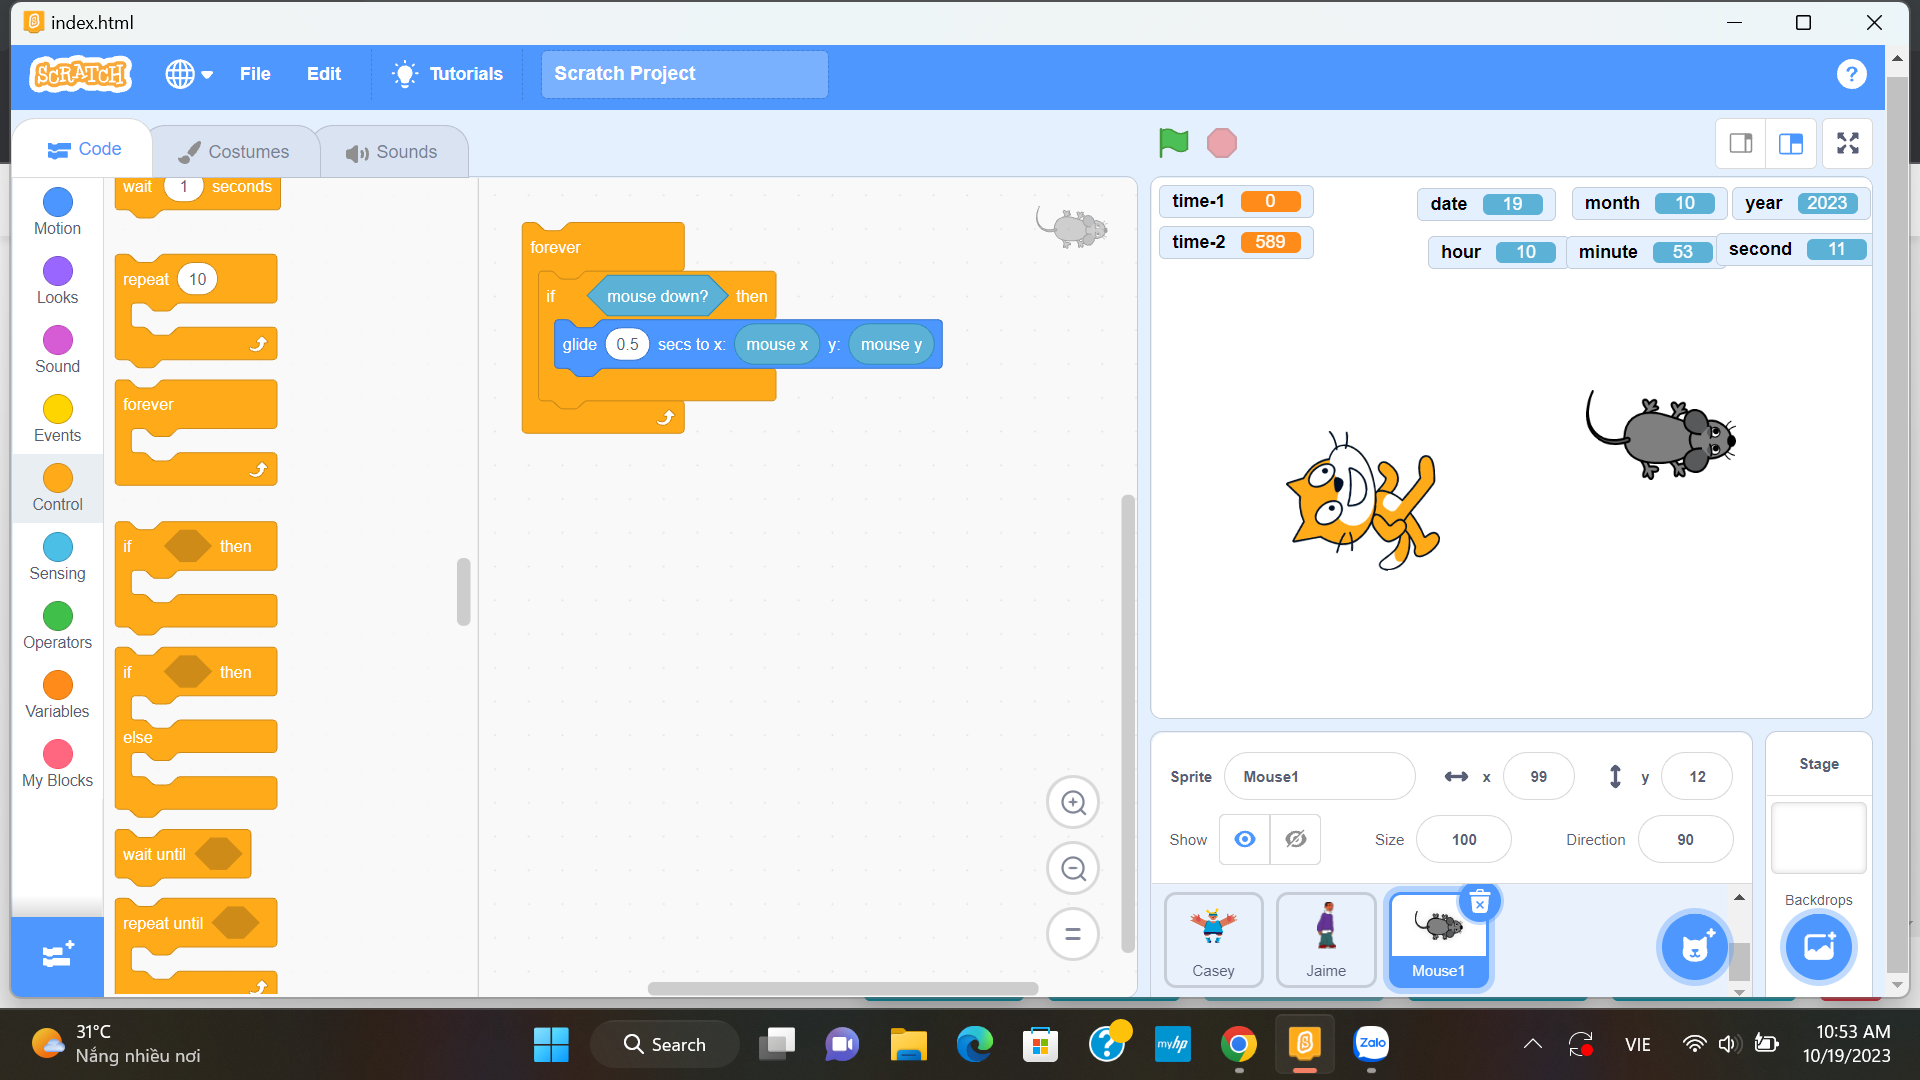 index.html
SCRATCH
File
Edit
Tutorials
Scratch Project
?
Code
Costumes
Sounds
Motion
Looks
Sound
Events
Control
Sensing
Operators
Variables
My Blocks
wait 1 seconds
repeat 10
forever
if then
if then
else
wait until
repeat until
forever
if mouse down? then
glide 0.5 secs to x: mouse x y: mouse y
time-1 0
time-2 589
date 19
month 10
year 2023
hour 10
minute 53
second 11
Sprite Mouse1 x 99 y 12
Show Size 100 Direction 90
Casey
Jaime
Mouse1
Stage
Backdrops
31°C
Nắng nhiều nơi
Search
myhp
Zalo
VIE
10:53 AM
10/19/2023